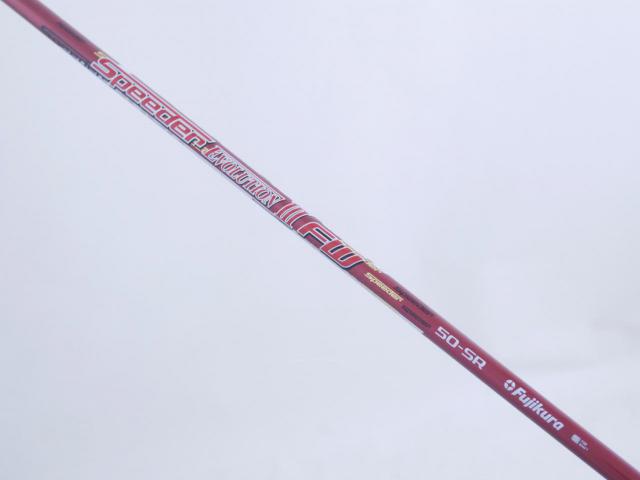 Speeder EVOLUTION III FW
Speeder
50-SR
Fujikura